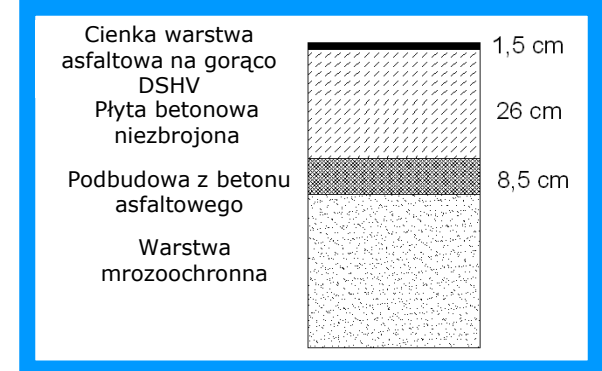 Cienka warstwa
asfaltowa na gorąco
DSHV
1,5 cm
Płyta betonowa
niezbrojona
26 cm
Podbudowa z betonu
asfaltowego
8,5 cm
Warstwa
mrozoochronna